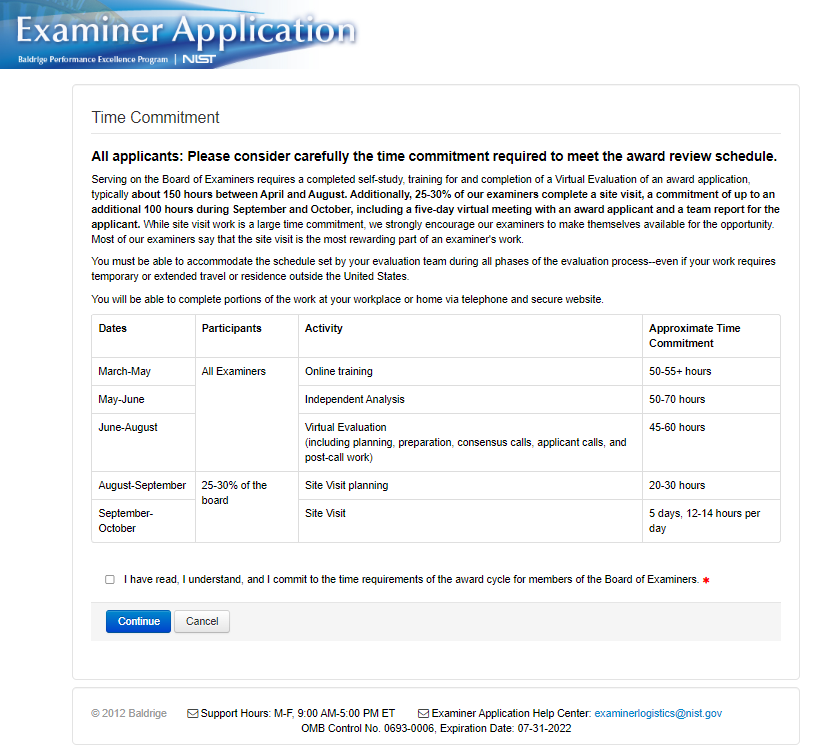 Examiner Application
Baldrige Performance Excellence Program | NIST
Time Commitment
All applicants: Please consider carefully the time commitment required to meet the award review schedule.
Serving on the Board of Examiners requires a completed self-study, training for and completion of a Virtual Evaluation of an award application,
typically about 150 hours between April and August. Additionally, 25-30% of our examiners complete a site visit, a commitment of up to an
additional 100 hours during September and October, including a five-day virtual meeting with an award applicant and a team report for the
applicant. While site visit work is a large time commitment, we strongly encourage our examiners to make themselves available for the opportunity.
Most of our examiners say that the site visit is the most rewarding part of an examiner's work.
You must be able to accommodate the schedule set by your evaluation team during all phases of the evaluation process--even if your work requires
temporary or extended travel or residence outside the United States.
You will be able to complete portions of the work at your workplace or home via telephone and secure website.
Dates Participants Activity Approximate Time
Commitment
March-May All Examiners Online training 50-55+ hours
May-June Independent Analysis 50-70 hours
June-August Virtual Evaluation 45-60 hours
(including planning, preparation, consensus calls, applicant calls, and
post-call work)
August-September 25-30% of the Site Visit planning 20-30 hours
board
September- Site Visit 5 days, 12-14 hours per
October day
I have read, I understand, and I commit to the time requirements of the award cycle for members of the Board of Examiners. *
Continue Cancel
© 2012 Baldrige Support Hours: M-F, 9:00 AM-5:00 PM ET Examiner Application Help Center: examinerlogistics@nist.gov
OMB Control No. 0693-0006, Expiration Date: 07-31-2022